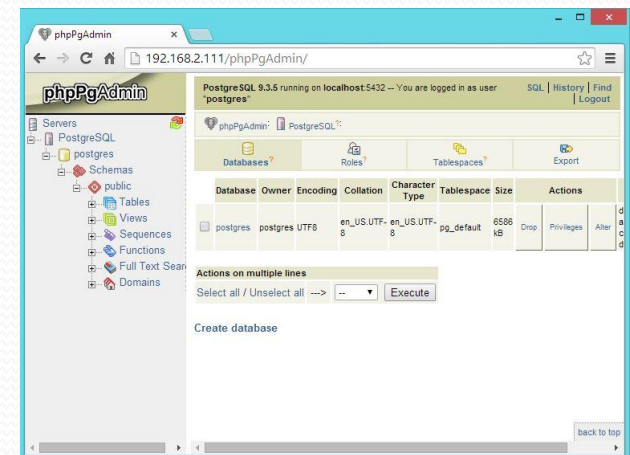 phpPgAdmin
192.168.2.111/phpPgAdmin/
phpPgAdmin
Servers
PostgreSQL
postgres
Schemas
public
Tables
Views
Sequences
Functions
Full Text Sear
Domains
PostgreSQL 9.3.5 running on localhost:5432 -- You are logged in as user
"postgres"
SQL | History | Find
| Logout
phpPgAdmin: PostgreSQL?:
Databases? Roles? Tablespaces? Export
Database Owner Encoding Collation Character Type Tablespace Size Actions
postgres postgres UTF8 en_US.UTF-8 en_US.UTF-8 pg_default 6586 kB Drop Privileges Alter
Actions on multiple lines
Select all / Unselect all ---> -- Execute
Create database
back to top